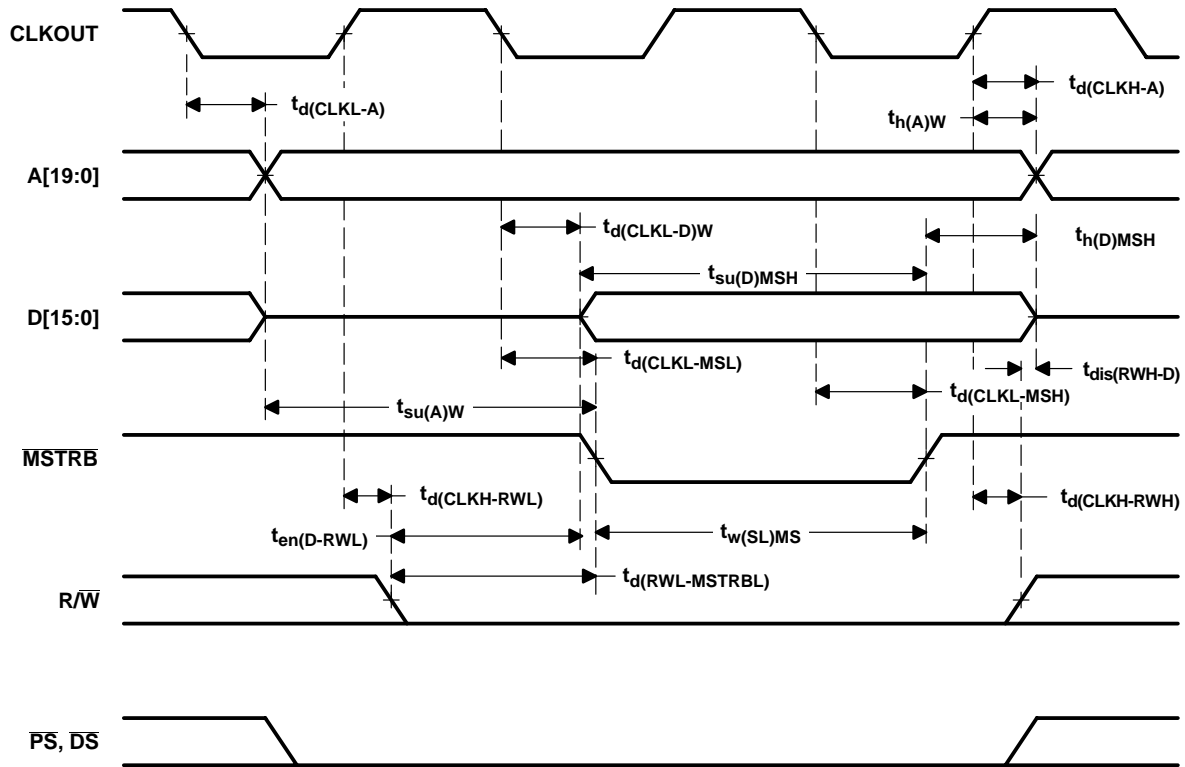 CLKOUT
td(CLKL-A)
td(CLKH-A)
th(A)W
A[19:0]
td(CLKL-D)W
th(D)MSH
tsu(D)MSH
D[15:0]
td(CLKL-MSL)
tdis(RWH-D)
td(CLKL-MSH)
tsu(A)W
MSTRB
td(CLKH-RWL)
td(CLKH-RWH)
ten(D-RWL)
tw(SL)MS
td(RWL-MSTRBL)
R/W
PS, DS